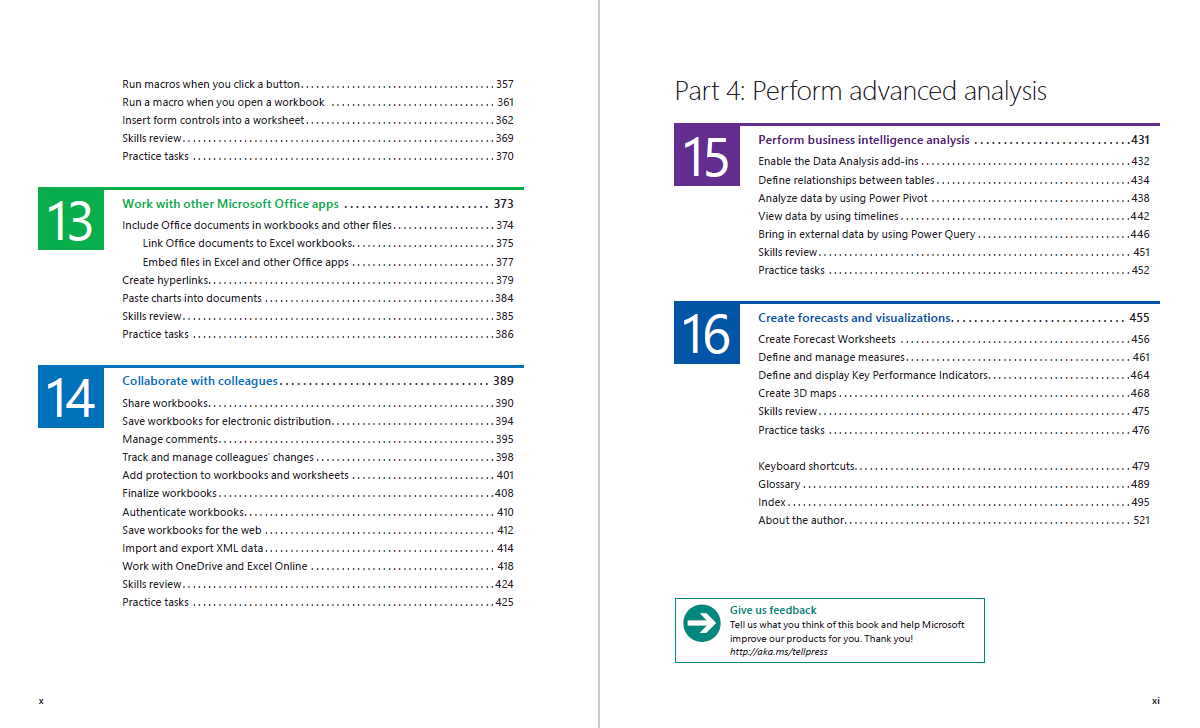 Run macros when you click a button. . . . . . . . . . . . . . . . . . . . . . . . . . . . . . . . . . . . . . 357
Run a macro when you open a workbook . . . . . . . . . . . . . . . . . . . . . . . . . . . . . . . . 361
Insert form controls into a worksheet. . . . . . . . . . . . . . . . . . . . . . . . . . . . . . . . . . . . . 362
Skills review. . . . . . . . . . . . . . . . . . . . . . . . . . . . . . . . . . . . . . . . . . . . . . . . . . . . . . . . . . . . . 369
Practice tasks . . . . . . . . . . . . . . . . . . . . . . . . . . . . . . . . . . . . . . . . . . . . . . . . . . . . . . . . . . . 370
13
Work with other Microsoft Office apps . . . . . . . . . . . . . . . . . . . . . . . . . 373
Include Office documents in workbooks and other files. . . . . . . . . . . . . . . . . . . . 374
Link Office documents to Excel workbooks. . . . . . . . . . . . . . . . . . . . . . . . . . . . 375
Embed files in Excel and other Office apps . . . . . . . . . . . . . . . . . . . . . . . . . . . . 377
Create hyperlinks. . . . . . . . . . . . . . . . . . . . . . . . . . . . . . . . . . . . . . . . . . . . . . . . . . . . . . . . 379
Paste charts into documents . . . . . . . . . . . . . . . . . . . . . . . . . . . . . . . . . . . . . . . . . . . . . 384
Skills review. . . . . . . . . . . . . . . . . . . . . . . . . . . . . . . . . . . . . . . . . . . . . . . . . . . . . . . . . . . . . 385
Practice tasks . . . . . . . . . . . . . . . . . . . . . . . . . . . . . . . . . . . . . . . . . . . . . . . . . . . . . . . . . . . 386
14
Collaborate with colleagues. . . . . . . . . . . . . . . . . . . . . . . . . . . . . . . . . . . . 389
Share workbooks. . . . . . . . . . . . . . . . . . . . . . . . . . . . . . . . . . . . . . . . . . . . . . . . . . . . . . . . 390
Save workbooks for electronic distribution. . . . . . . . . . . . . . . . . . . . . . . . . . . . . . . . 394
Manage comments. . . . . . . . . . . . . . . . . . . . . . . . . . . . . . . . . . . . . . . . . . . . . . . . . . . . . . 395
Track and manage colleagues' changes . . . . . . . . . . . . . . . . . . . . . . . . . . . . . . . . . . . 398
Add protection to workbooks and worksheets . . . . . . . . . . . . . . . . . . . . . . . . . . . . 401
Finalize workbooks . . . . . . . . . . . . . . . . . . . . . . . . . . . . . . . . . . . . . . . . . . . . . . . . . . . . . . 408
Authenticate workbooks. . . . . . . . . . . . . . . . . . . . . . . . . . . . . . . . . . . . . . . . . . . . . . . . . 410
Save workbooks for the web . . . . . . . . . . . . . . . . . . . . . . . . . . . . . . . . . . . . . . . . . . . . . 412
Import and export XML data. . . . . . . . . . . . . . . . . . . . . . . . . . . . . . . . . . . . . . . . . . . . . 414
Work with OneDrive and Excel Online . . . . . . . . . . . . . . . . . . . . . . . . . . . . . . . . . . . . 418
Skills review. . . . . . . . . . . . . . . . . . . . . . . . . . . . . . . . . . . . . . . . . . . . . . . . . . . . . . . . . . . . . 424
Practice tasks . . . . . . . . . . . . . . . . . . . . . . . . . . . . . . . . . . . . . . . . . . . . . . . . . . . . . . . . . . . 425
x
Part 4: Perform advanced analysis
15
Perform business intelligence analysis . . . . . . . . . . . . . . . . . . . . . . . . . . .431
Enable the Data Analysis add-ins . . . . . . . . . . . . . . . . . . . . . . . . . . . . . . . . . . . . . . . . . 432
Define relationships between tables . . . . . . . . . . . . . . . . . . . . . . . . . . . . . . . . . . . . . . 434
Analyze data by using Power Pivot . . . . . . . . . . . . . . . . . . . . . . . . . . . . . . . . . . . . . . . 438
View data by using timelines . . . . . . . . . . . . . . . . . . . . . . . . . . . . . . . . . . . . . . . . . . . . . 442
Bring in external data by using Power Query . . . . . . . . . . . . . . . . . . . . . . . . . . . . . . 446
Skills review. . . . . . . . . . . . . . . . . . . . . . . . . . . . . . . . . . . . . . . . . . . . . . . . . . . . . . . . . . . . . 451
Practice tasks . . . . . . . . . . . . . . . . . . . . . . . . . . . . . . . . . . . . . . . . . . . . . . . . . . . . . . . . . . . 452
16
Create forecasts and visualizations. . . . . . . . . . . . . . . . . . . . . . . . . . . . . . 455
Create Forecast Worksheets . . . . . . . . . . . . . . . . . . . . . . . . . . . . . . . . . . . . . . . . . . . . . 456
Define and manage measures. . . . . . . . . . . . . . . . . . . . . . . . . . . . . . . . . . . . . . . . . . . . 461
Define and display Key Performance Indicators. . . . . . . . . . . . . . . . . . . . . . . . . . . . 464
Create 3D maps . . . . . . . . . . . . . . . . . . . . . . . . . . . . . . . . . . . . . . . . . . . . . . . . . . . . . . . . . 468
Skills review. . . . . . . . . . . . . . . . . . . . . . . . . . . . . . . . . . . . . . . . . . . . . . . . . . . . . . . . . . . . . 475
Practice tasks . . . . . . . . . . . . . . . . . . . . . . . . . . . . . . . . . . . . . . . . . . . . . . . . . . . . . . . . . . . 476
Keyboard shortcuts. . . . . . . . . . . . . . . . . . . . . . . . . . . . . . . . . . . . . . . . . . . . . . . . . . . . . . 479
Glossary . . . . . . . . . . . . . . . . . . . . . . . . . . . . . . . . . . . . . . . . . . . . . . . . . . . . . . . . . . . . . . . . 489
Index . . . . . . . . . . . . . . . . . . . . . . . . . . . . . . . . . . . . . . . . . . . . . . . . . . . . . . . . . . . . . . . . . . . 495
About the author. . . . . . . . . . . . . . . . . . . . . . . . . . . . . . . . . . . . . . . . . . . . . . . . . . . . . . . . 521
Give us feedback
Tell us what you think of this book and help Microsoft
improve our products for you. Thank you!
http://aka.ms/tellpress
xi